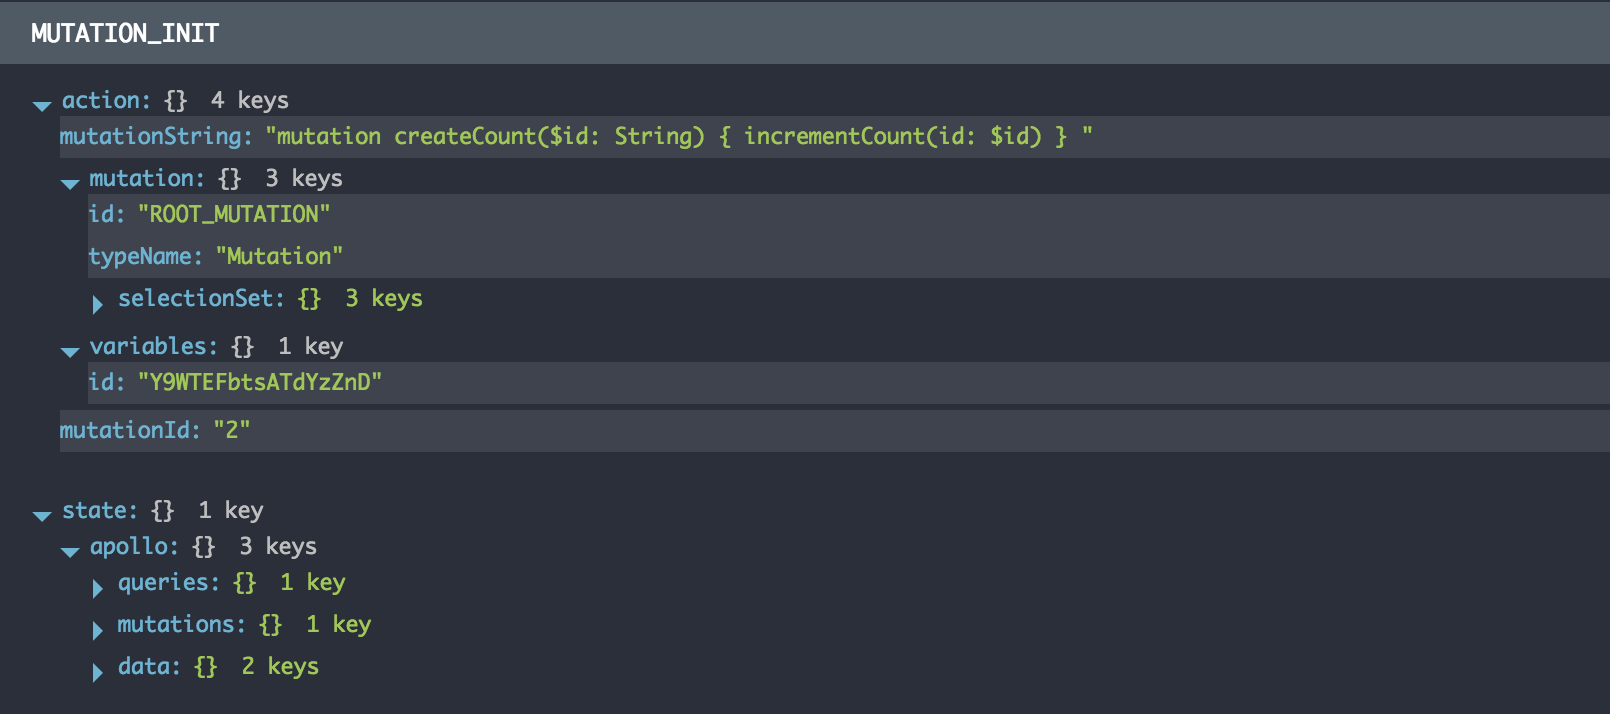 MUTATION_INIT
action: {} 4 keys
mutationString: "mutation createCount($id: String) { incrementCount(id: $id) } "
mutation: {} 3 keys
id: "ROOT_MUTATION"
typeName: "Mutation"
selectionSet: {} 3 keys
variables: {} 1 key
id: "Y9WTEFbtsATdYzZnD"
mutationId: "2"
state: {} 1 key
apollo: {} 3 keys
queries: {} 1 key
mutations: {} 1 key
data: {} 2 keys